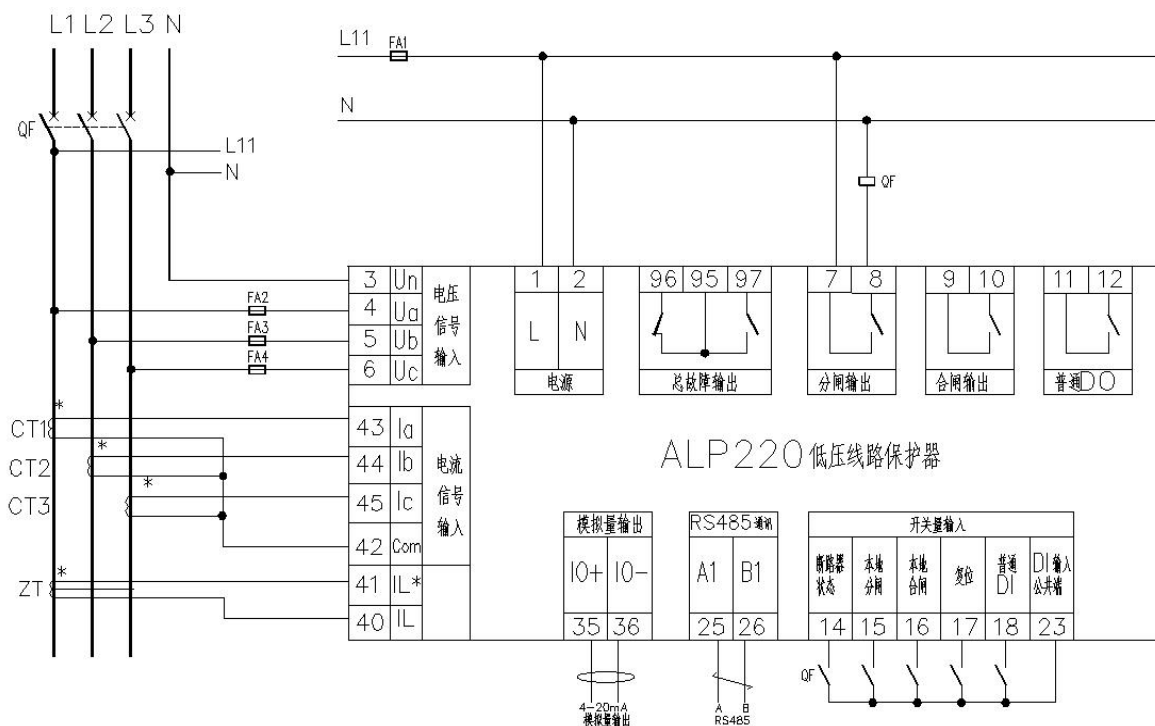 L1 L2 L3 N
L11 FA1
N
QF
L11
N
QF
3 Un
4 Ua
5 Ub
6 Uc
电压
信号
输入
FA2
FA3
FA4
1 2
L N
电源
96 95 97
总故障输出
7 8
分闸输出
9 10
合闸输出
11 12
普通DO
CT1 *
CT2 *
CT3 *
ZT *
43 Ia
44 Ib
45 Ic
42 Com
41 IL*
40 IL
电流
信号
输入
ALP220低压线路保护器
模拟量输出
IO+ IO-
35 36
4-20mA
模拟量输出
RS485通讯
A1 B1
25 26
A B
RS485
开关量输入
断路器
状态
本地
分闸
本地
合闸
复位
普通
DI
DI输入
公共端
14 15 16 17 18 23
QF